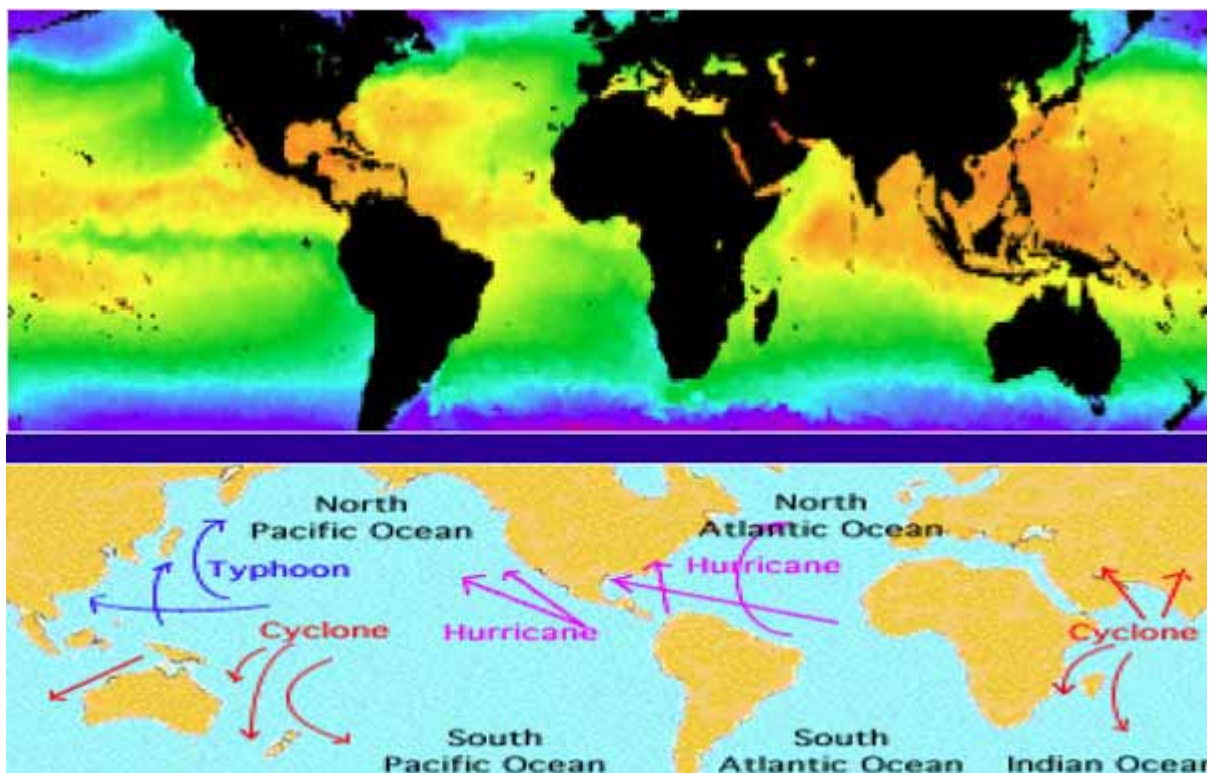 North
Pacific Ocean
North
Atlantic Ocean
Typhoon
Hurricane
Cyclone
Hurricane
Cyclone
South
Pacific Ocean
South
Atlantic Ocean
Indian Ocean